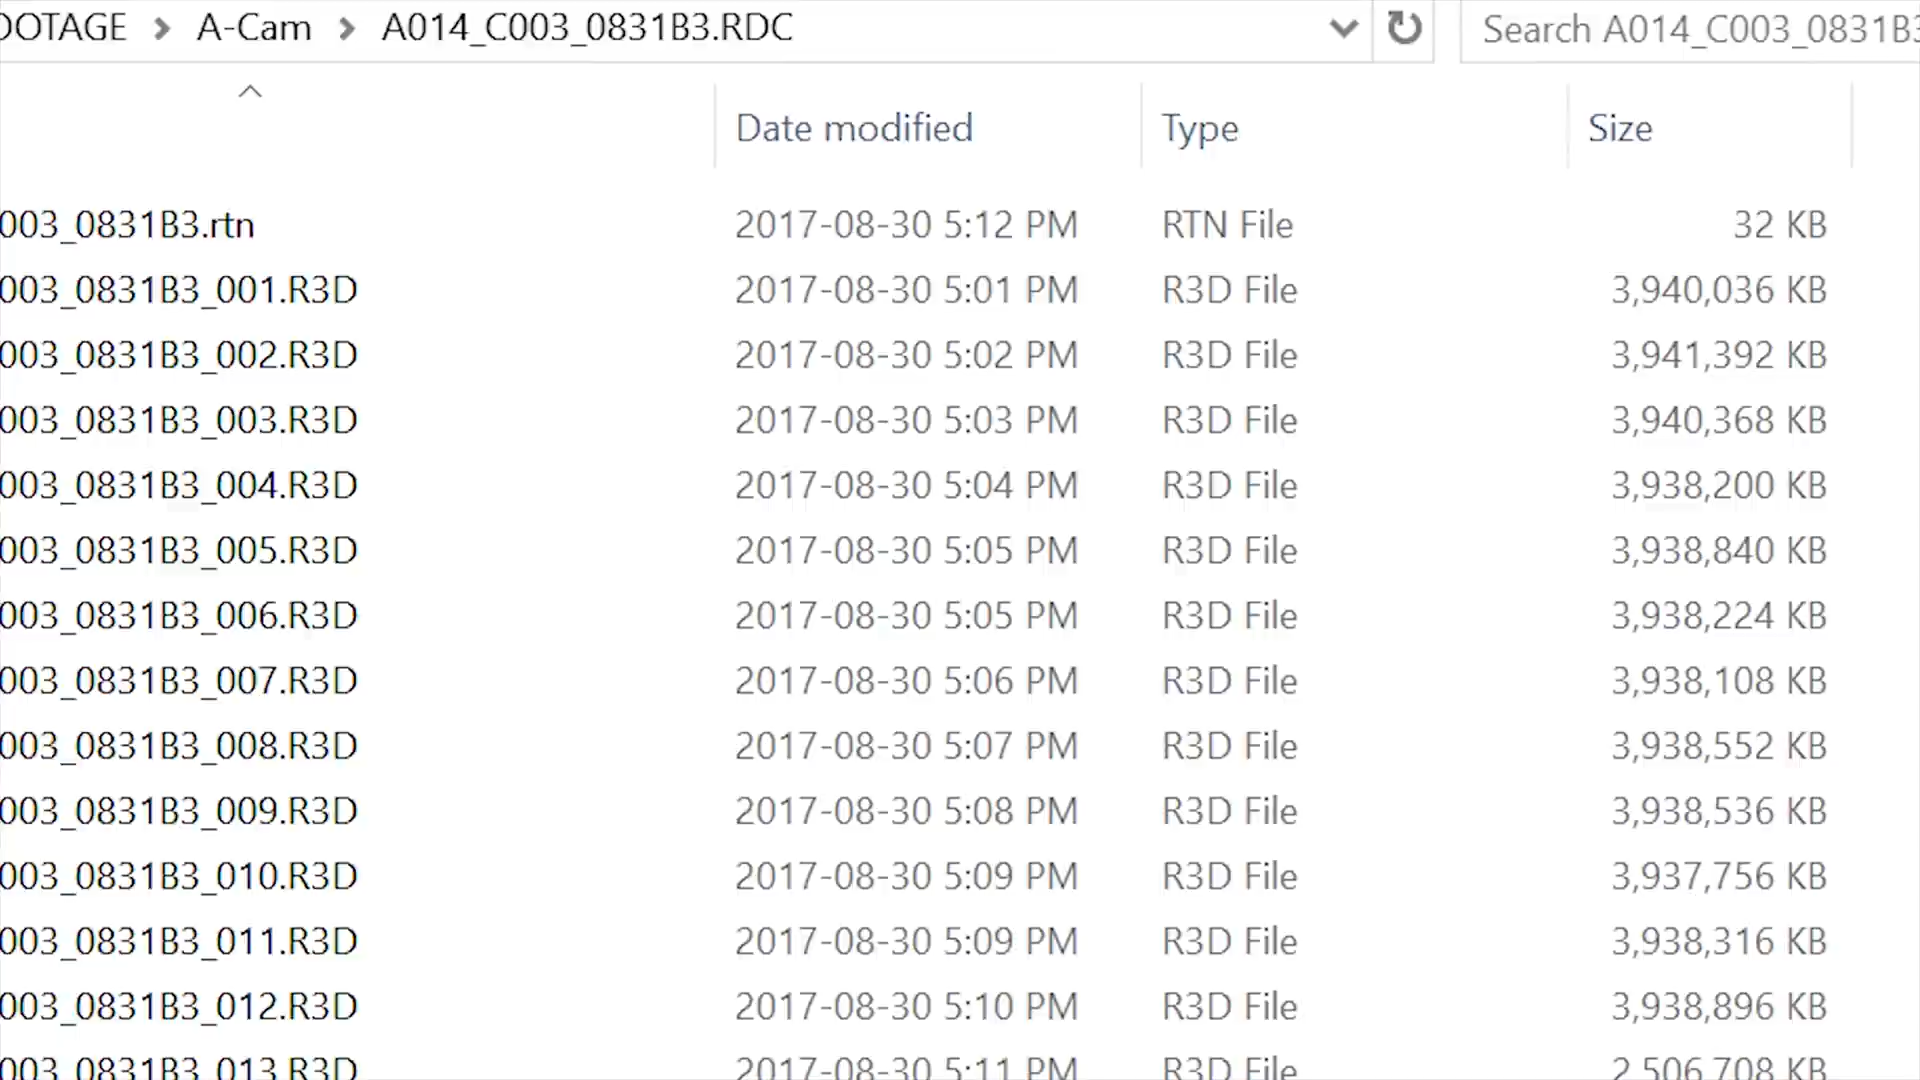 OOTAGE > A-Cam > A014_C003_0831B3.RDC Search A014_C003_0831B3
Date modified Type Size
003_0831B3.rtn 2017-08-30 5:12 PM RTN File 32 KB
003_0831B3_001.R3D 2017-08-30 5:01 PM R3D File 3,940,036 KB
003_0831B3_002.R3D 2017-08-30 5:02 PM R3D File 3,941,392 KB
003_0831B3_003.R3D 2017-08-30 5:03 PM R3D File 3,940,368 KB
003_0831B3_004.R3D 2017-08-30 5:04 PM R3D File 3,938,200 KB
003_0831B3_005.R3D 2017-08-30 5:05 PM R3D File 3,938,840 KB
003_0831B3_006.R3D 2017-08-30 5:05 PM R3D File 3,938,224 KB
003_0831B3_007.R3D 2017-08-30 5:06 PM R3D File 3,938,108 KB
003_0831B3_008.R3D 2017-08-30 5:07 PM R3D File 3,938,552 KB
003_0831B3_009.R3D 2017-08-30 5:08 PM R3D File 3,938,536 KB
003_0831B3_010.R3D 2017-08-30 5:09 PM R3D File 3,937,756 KB
003_0831B3_011.R3D 2017-08-30 5:09 PM R3D File 3,938,316 KB
003_0831B3_012.R3D 2017-08-30 5:10 PM R3D File 3,938,896 KB
003_0831B3_013.R3D 2017-08-30 5:11 PM R3D File 2,506,708 KB